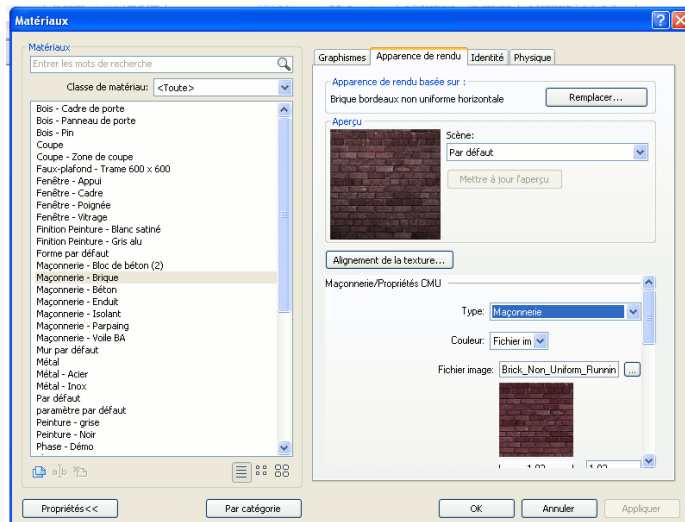 Matériaux
Matériaux
Entrer les mots de recherche
Classe de matériau: <Toute>
Bois - Cadre de porte
Bois - Panneau de porte
Bois - Pin
Coupe
Coupe - Zone de coupe
Faux-plafond - Trame 600 x 600
Fenêtre - Appui
Fenêtre - Cadre
Fenêtre - Poignée
Fenêtre - Vitrage
Finition Peinture - Blanc satiné
Finition Peinture - Gris alu
Forme par défaut
Maçonnerie - Bloc de béton (2)
Maçonnerie - Brique
Maçonnerie - Béton
Maçonnerie - Enduit
Maçonnerie - Isolant
Maçonnerie - Parpaing
Maçonnerie - Voile BA
Mur par défaut
Métal
Métal - Acier
Métal - Inox
Par défaut
paramètre par défaut
Peinture - grise
Peinture - Noir
Phase - Démo
Propriétés<<
Par catégorie
Graphismes Apparence de rendu Identité Physique
Apparence de rendu basée sur :
Brique bordeaux non uniforme horizontale Remplacer...
Aperçu
Scène:
Par défaut
Mettre à jour l'aperçu
Alignement de la texture...
Maçonnerie/Propriétés CMU
Type: Maçonnerie
Couleur: Fichier im
Fichier image: Brick_Non_Uniform_Runnin ...
OK Annuler Appliquer